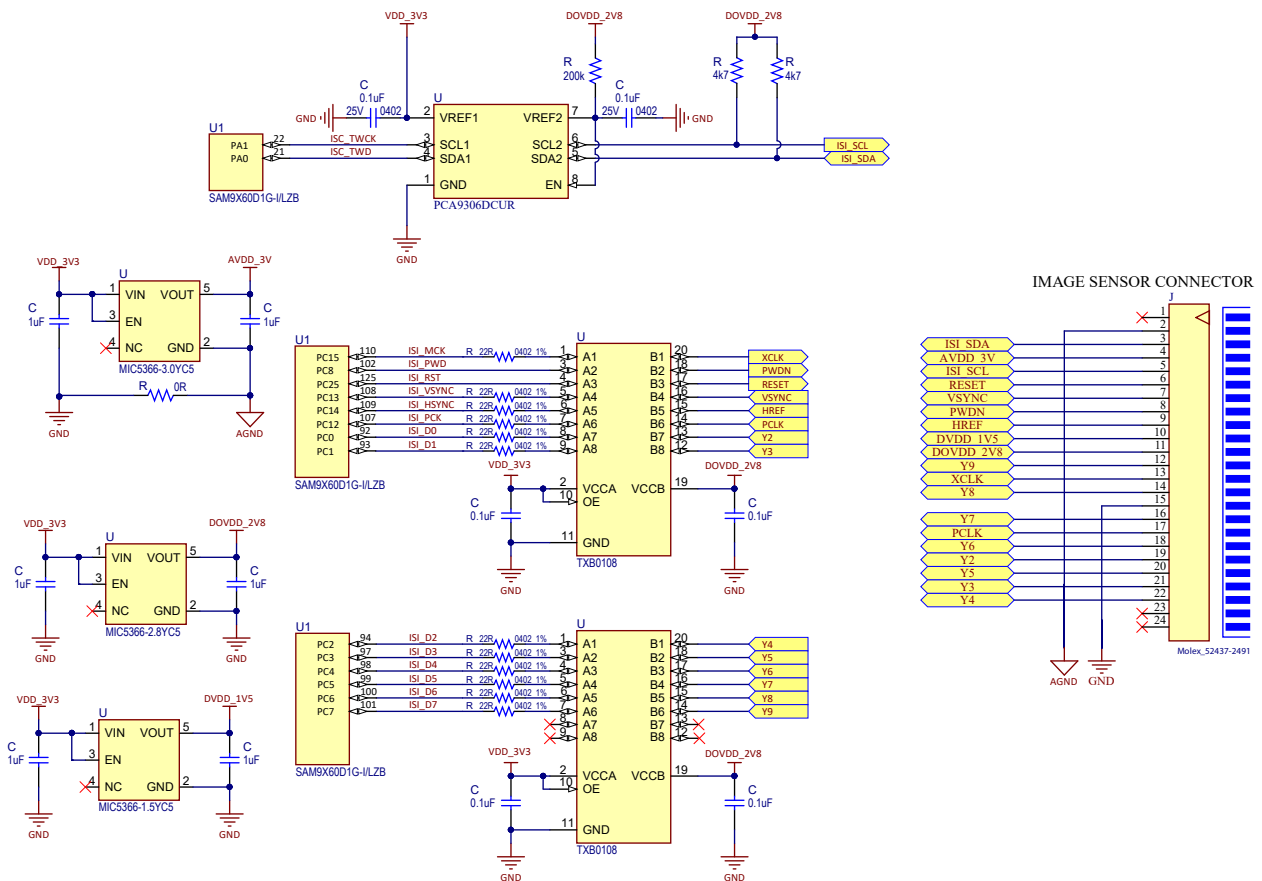 VDD_3V3
DOVDD_2V8
DOVDD_2V8
R
200k
R
4k7
R
4k7
C
0.1uF
25V
0402
GND
U
C
0.1uF
25V
0402
GND
2 VREF1
VREF2 7
U1
PA1 22 ISC_TWCK
PA0 21 ISC_TWD
SAM9X60D1G-I/LZB
3 SCL1
SCL2 6
4 SDA1
SDA2 5
1 GND
EN 8
PCA9306DCUR
ISI_SCL
ISI_SDA
GND
VDD_3V3
AVDD_3V
U
C
1uF
1 VIN
VOUT 5
3 EN
4 NC
GND 2
MIC5366-3.0YC5
C
1uF
R
0R
GND
AGND
U1
PC15 110 ISI_MCK R 22R 0402 1%
PC8 102 ISI_PWD
PC25 125 ISI_RST
PC13 108 ISI_VSYNC R 22R 0402 1%
PC14 109 ISI_HSYNC R 22R 0402 1%
PC12 107 ISI_PCK R 22R 0402 1%
PC0 92 ISI_D0 R 22R 0402 1%
PC1 93 ISI_D1 R 22R 0402 1%
SAM9X60D1G-I/LZB
U
1 A1 B1 20 XCLK
3 A2 B2 18 PWDN
4 A3 B3 17 RESET
5 A4 B4 16 VSYNC
6 A5 B5 15 HREF
7 A6 B6 14 PCLK
8 A7 B7 13 Y2
9 A8 B8 12 Y3
VDD_3V3
DOVDD_2V8
2 VCCA VCCB 19
10 OE
C
0.1uF
C
0.1uF
11 GND
TXB0108
GND
GND
VDD_3V3
DOVDD_2V8
U
C
1uF
1 VIN
VOUT 5
3 EN
4 NC
GND 2
MIC5366-2.8YC5
C
1uF
GND
GND
U1
PC2 94 ISI_D2 R 22R 0402 1%
PC3 97 ISI_D3 R 22R 0402 1%
PC4 98 ISI_D4 R 22R 0402 1%
PC5 99 ISI_D5 R 22R 0402 1%
PC6 100 ISI_D6 R 22R 0402 1%
PC7 101 ISI_D7 R 22R 0402 1%
SAM9X60D1G-I/LZB
U
1 A1 B1 20 Y4
3 A2 B2 18 Y5
4 A3 B3 17 Y6
5 A4 B4 16 Y7
6 A5 B5 15 Y8
7 A6 B6 14 Y9
8 A7 B7 13
9 A8 B8 12
VDD_3V3
DOVDD_2V8
2 VCCA VCCB 19
10 OE
C
0.1uF
C
0.1uF
11 GND
TXB0108
GND
GND
VDD_3V3
DVDD_1V5
U
C
1uF
1 VIN
VOUT 5
3 EN
4 NC
GND 2
MIC5366-1.5YC5
C
1uF
GND
GND
IMAGE SENSOR CONNECTOR
J
1
2
ISI_SDA 3
AVDD_3V 4
ISI_SCL 5
RESET 6
VSYNC 7
PWDN 8
HREF 9
DVDD_1V5 10
DOVDD_2V8 11
Y9 12
XCLK 13
Y8 14
15
Y7 16
PCLK 17
Y6 18
Y2 19
Y5 20
Y3 21
Y4 22
23
24
Molex_52437-2491
AGND
GND